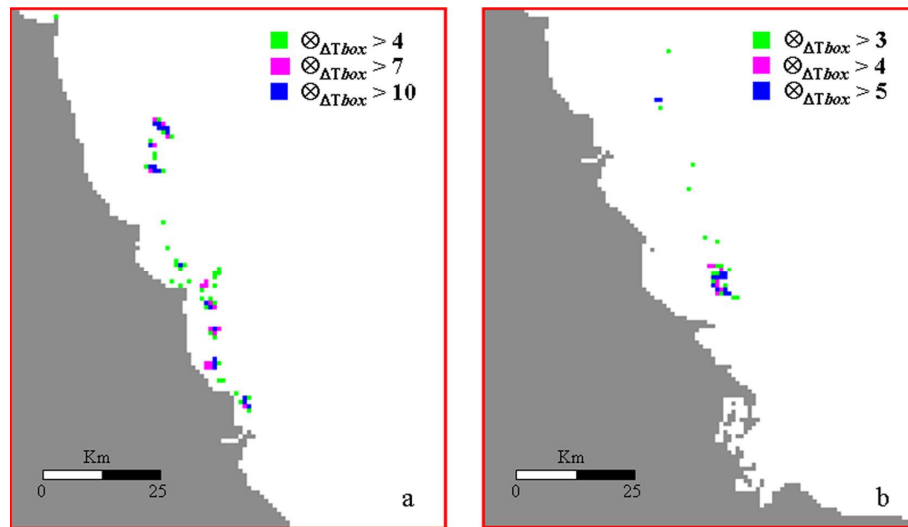 ⊗ΔTbox > 4
⊗ΔTbox > 7
⊗ΔTbox > 10
Km
0 25
a
⊗ΔTbox > 3
⊗ΔTbox > 4
⊗ΔTbox > 5
Km
0 25
b